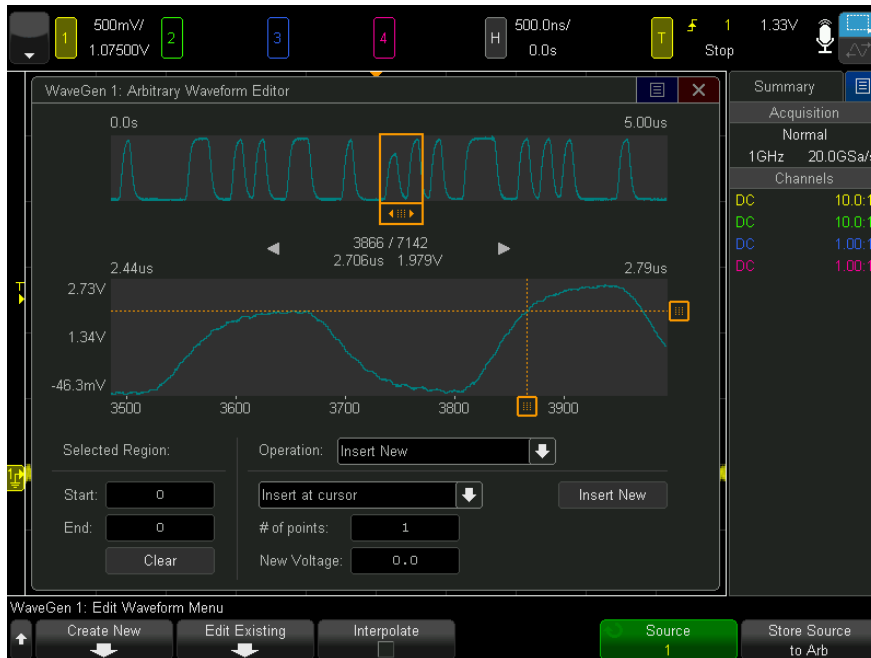 1 500mV/ 2 3 4 H 500.0ns/ T 1 1.33V
1.07500V 0.0s Stop
WaveGen 1: Arbitrary Waveform Editor
Summary
Acquisition
Normal
1GHz 20.0GSa/s
Channels
DC 10.0:1
DC 10.0:1
DC 1.00:1
DC 1.00:1
0.0s 5.00us
3866 / 7142
2.706us 1.979V
2.44us 2.79us
T
2.73V
1.34V
-46.3mV
3500 3600 3700 3800 3900
Selected Region:
Operation: Insert New
Start: 0
Insert at cursor
Insert New
End: 0
# of points: 1
Clear
New Voltage: 0.0
WaveGen 1: Edit Waveform Menu
Create New
Edit Existing
Interpolate
Source
1
Store Source
to Arb